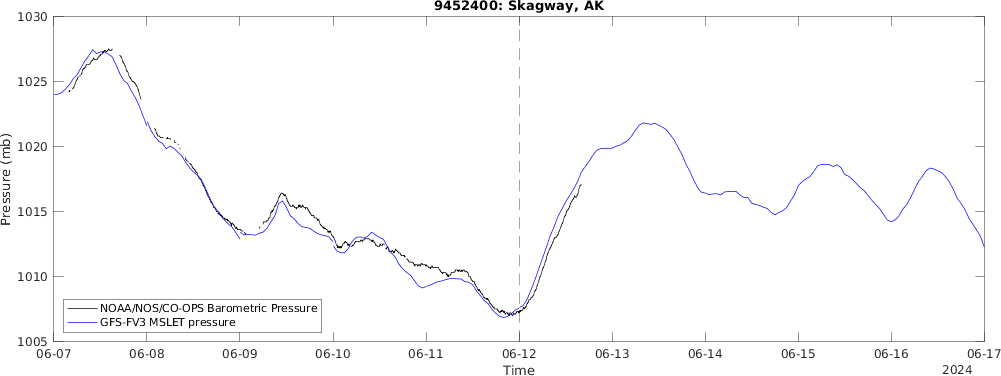 9452400: Skagway, AK
1030
1025
1020
1015
1010
1005
Pressure (mb)
NOAA/NOS/CO-OPS Barometric Pressure
GFS-FV3 MSLET pressure
06-07 06-08 06-09 06-10 06-11 06-12 06-13 06-14 06-15 06-16 06-17
Time
2024